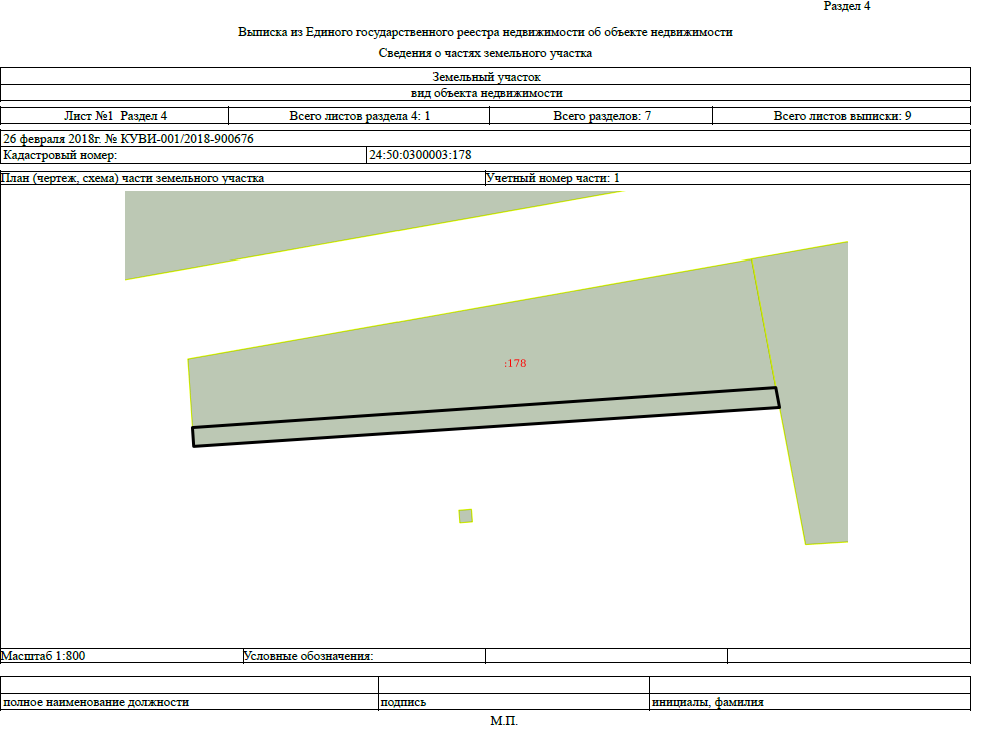 Раздел 4
Выписка из Единого государственного реестра недвижимости об объекте недвижимости
Сведения о частях земельного участка
Земельный участок
вид объекта недвижимости
Лист №1 Раздел 4 Всего листов раздела 4: 1 Всего разделов: 7 Всего листов выписки: 9
26 февраля 2018г. № КУВИ-001/2018-900676
Кадастровый номер: 24:50:0300003:178
План (чертеж, схема) части земельного участка Учетный номер части: 1
:178
Масштаб 1:800 Условные обозначения:
полное наименование должности подпись инициалы, фамилия
М.П.